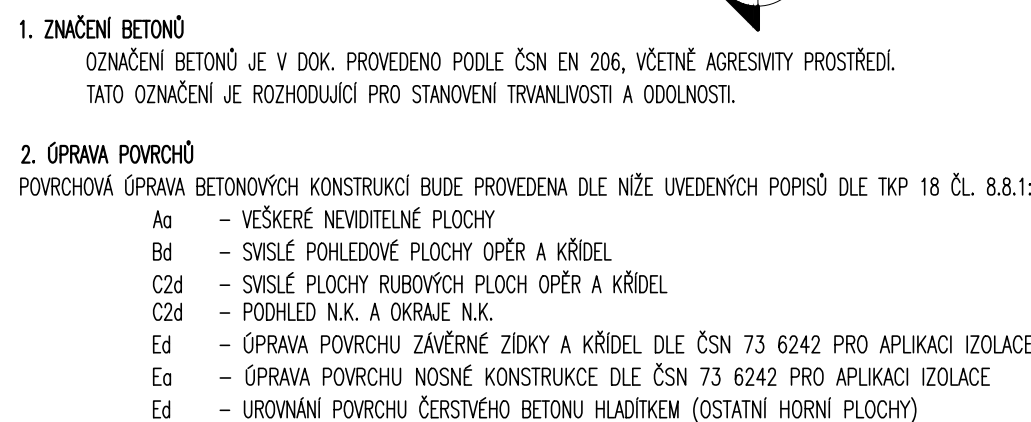 1. ZNAČENÍ BETONŮ
OZNAČENÍ BETONŮ JE V DOK. PROVEDENO PODLE ČSN EN 206, VČETNĚ AGRESIVITY PROSTŘEDÍ.
TATO OZNAČENÍ JE ROZHODUJÍCÍ PRO STANOVENÍ TRVANLIVOSTI A ODOLNOSTI.
2. ÚPRAVA POVRCHŮ
POVRCHOVÁ ÚPRAVA BETONOVÝCH KONSTRUKCÍ BUDE PROVEDENA DLE NÍŽE UVEDENÝCH POPISŮ DLE TKP 18 ČL. 8.8.1:
Aa – VEŠKERÉ NEVIDITELNÉ PLOCHY
Bd – SVISLÉ POHLEDOVÉ PLOCHY OPĚR A KŘÍDEL
C2d – SVISLÉ PLOCHY RUBOVÝCH PLOCH OPĚR A KŘÍDEL
C2d – PODHLED N.K. A OKRAJE N.K.
Ed – ÚPRAVA POVRCHU ZÁVĚRNÉ ZÍDKY A KŘÍDEL DLE ČSN 73 6242 PRO APLIKACI IZOLACE
Ea – ÚPRAVA POVRCHU NOSNÉ KONSTRUKCE DLE ČSN 73 6242 PRO APLIKACI IZOLACE
Ed – UROVNÁNÍ POVRCHU ČERSTVÉHO BETONU HLADÍTKEM (OSTATNÍ HORNÍ PLOCHY)